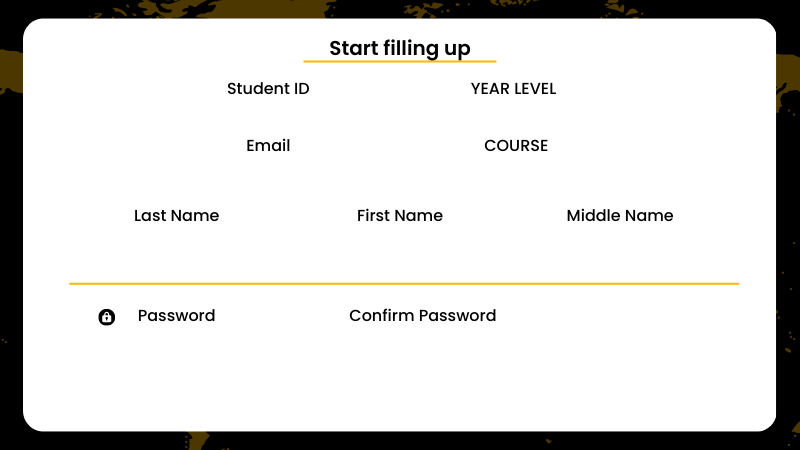 Start filling up
Student ID YEAR LEVEL
Email COURSE
Last Name First Name Middle Name
Password Confirm Password